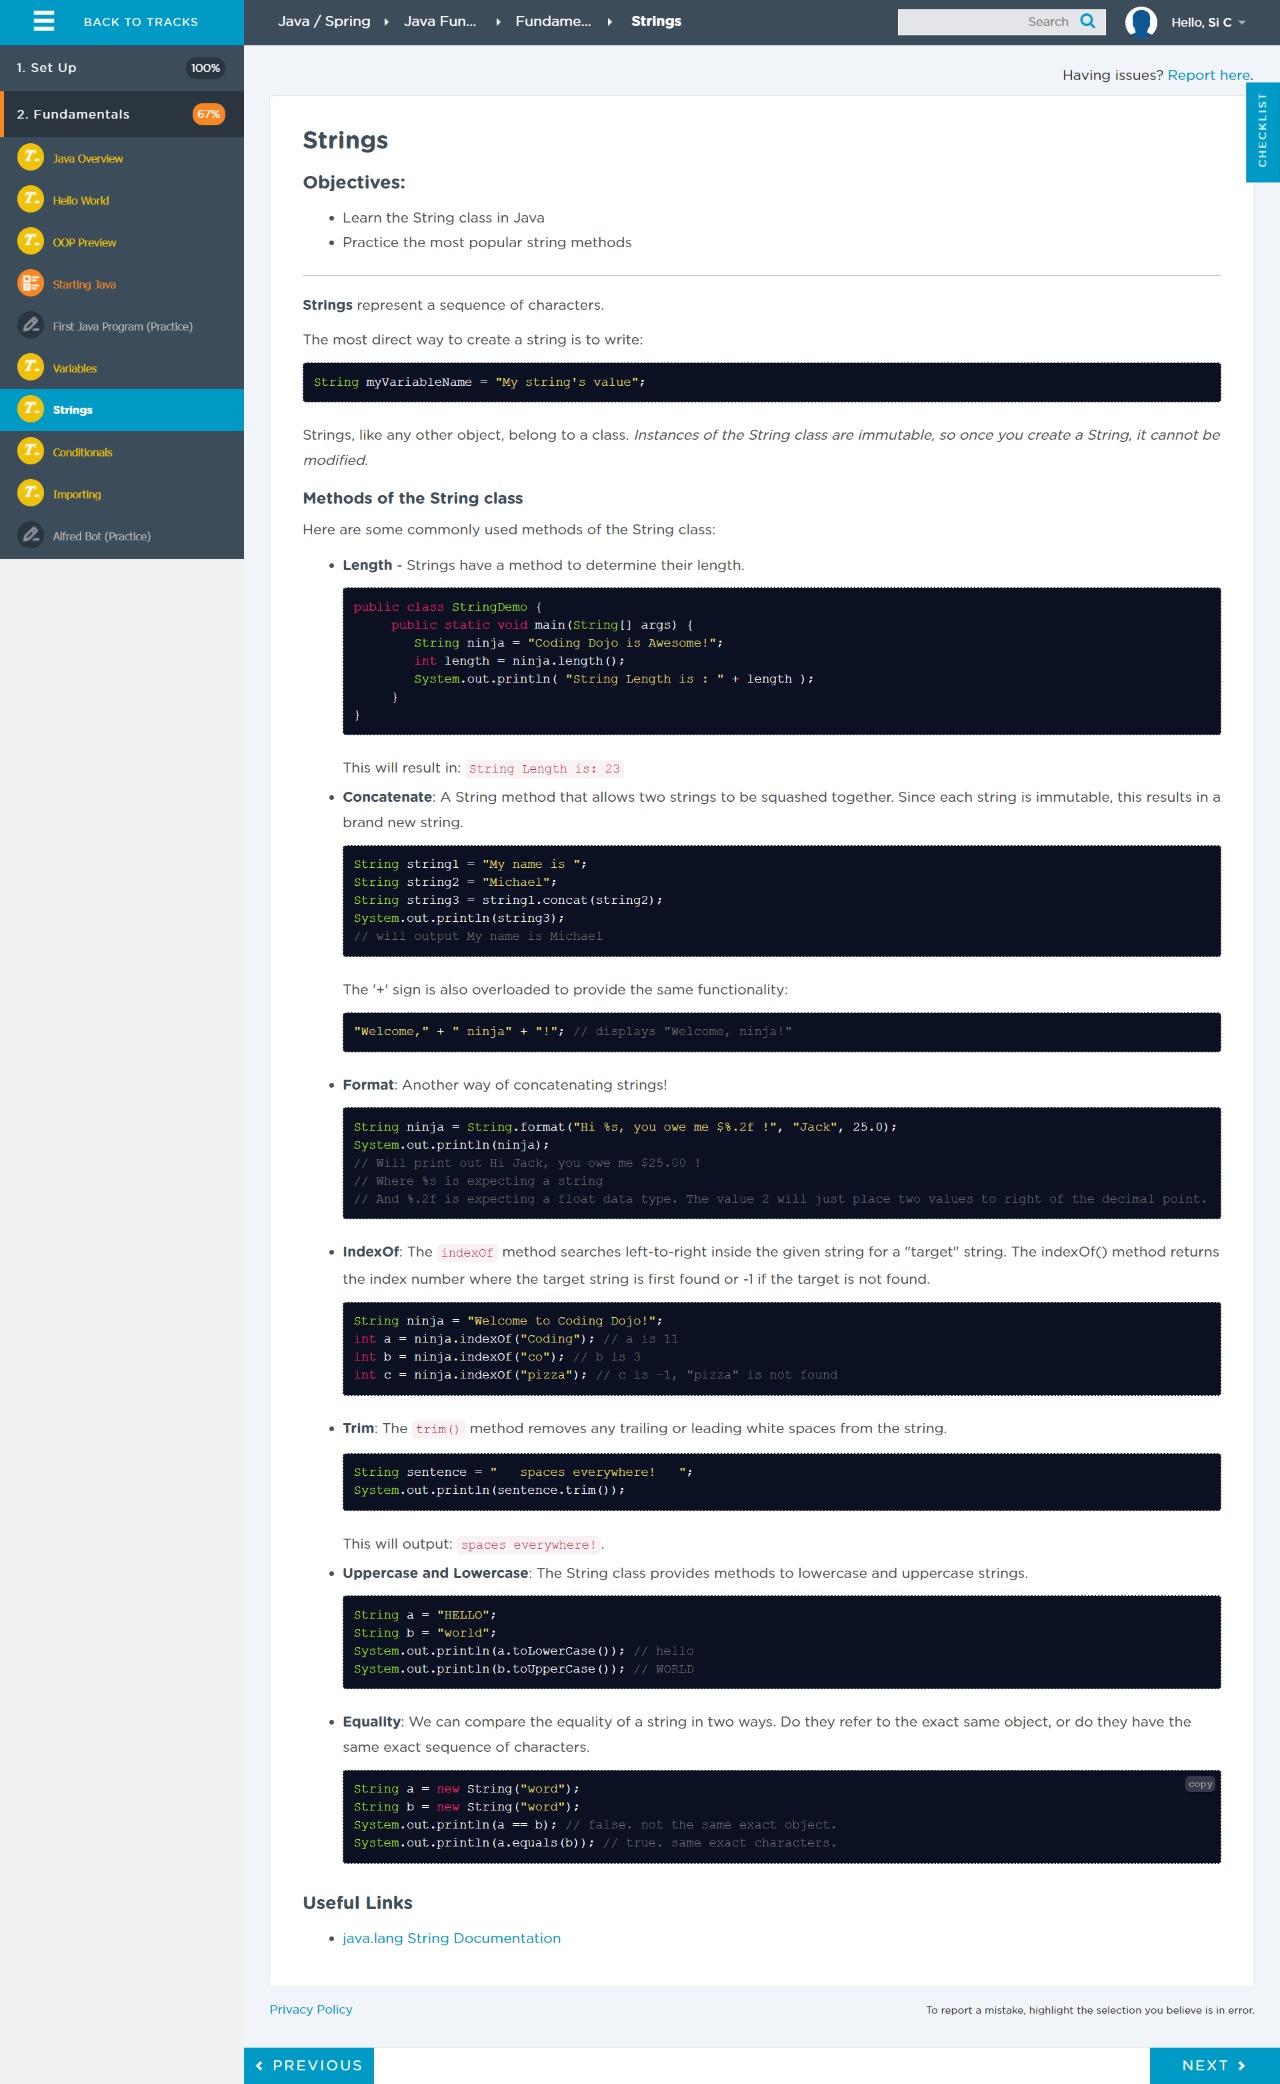 BACK TO TRACKS
Java / Spring
Java Fun...
Fundame...
Strings
Search
Hello, Si C
1. Set Up
100%
2. Fundamentals
67%
Java Overview
Hello World
OOP Preview
Starting Java
First Java Program (Practice)
Variables
Strings
Conditionals
Importing
Alfred Bot (Practice)
Having issues? Report here.
CHECKLIST
Strings
Objectives:
• Learn the String class in Java
• Practice the most popular string methods
Strings represent a sequence of characters.
The most direct way to create a string is to write:
String myVariableName = "My string's value";
Strings, like any other object, belong to a class. Instances of the String class are immutable, so once you create a String, it cannot be
modified.
Methods of the String class
Here are some commonly used methods of the String class:
• Length - Strings have a method to determine their length.
public class StringDemo {
     public static void main(String[] args) {
        String ninja = "Coding Dojo is Awesome!";
        int length = ninja.length();
        System.out.println( "String Length is : " + length );
     }
}
This will result in: String Length is: 23
• Concatenate: A String method that allows two strings to be squashed together. Since each string is immutable, this results in a
brand new string.
String string1 = "My name is ";
String string2 = "Michael";
String string3 = string1.concat(string2);
System.out.println(string3);
// will output My name is Michael
The '+' sign is also overloaded to provide the same functionality:
"Welcome," + " ninja" + "!"; // displays "Welcome, ninja!"
• Format: Another way of concatenating strings!
String ninja = String.format("Hi %s, you owe me $%.2f !", "Jack", 25.0);
System.out.println(ninja);
// Will print out Hi Jack, you owe me $25.00 !
// Where %s is expecting a string
// And %.2f is expecting a float data type. The value 2 will just place two values to right of the decimal point.
• IndexOf: The indexOf method searches left-to-right inside the given string for a "target" string. The indexOf() method returns
the index number where the target string is first found or -1 if the target is not found.
String ninja = "Welcome to Coding Dojo!";
int a = ninja.indexOf("Coding"); // a is 11
int b = ninja.indexOf("co"); // b is 3
int c = ninja.indexOf("pizza"); // c is -1, "pizza" is not found
• Trim: The trim() method removes any trailing or leading white spaces from the string.
String sentence = "   spaces everywhere!   ";
System.out.println(sentence.trim());
This will output: spaces everywhere! .
• Uppercase and Lowercase: The String class provides methods to lowercase and uppercase strings.
String a = "HELLO";
String b = "world";
System.out.println(a.toLowerCase()); // hello
System.out.println(b.toUpperCase()); // WORLD
• Equality: We can compare the equality of a string in two ways. Do they refer to the exact same object, or do they have the
same exact sequence of characters.
copy
String a = new String("word");
String b = new String("word");
System.out.println(a == b); // false. not the same exact object.
System.out.println(a.equals(b)); // true. same exact characters.
Useful Links
• java.lang String Documentation
Privacy Policy
To report a mistake, highlight the selection you believe is in error.
PREVIOUS
NEXT